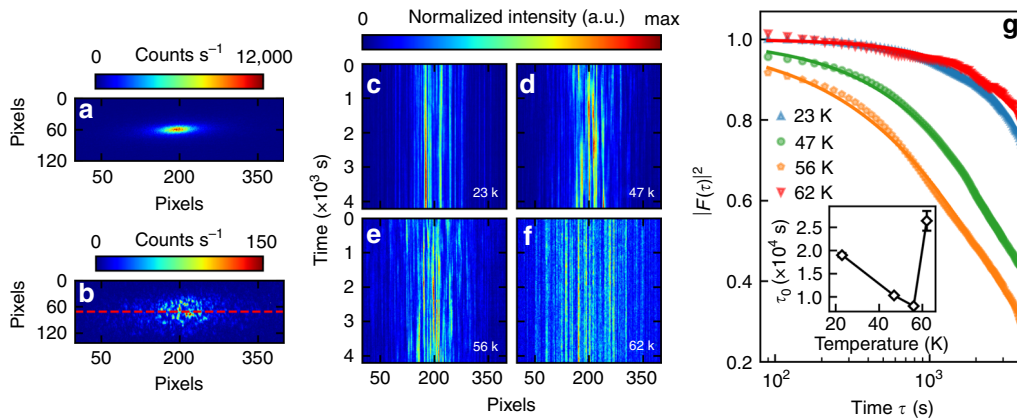 0 Counts s⁻¹ 12,000
Pixels
0
60
120
a
50 200 350
Pixels
0 Counts s⁻¹ 150
Pixels
0
60
120
b
50 200 350
Pixels
0 Normalized intensity (a.u.) max
Time (×10³ s)
0
1
2
3
4
c
23 k
d
47 k
0
1
2
3
4
e
56 k
f
62 k
50 200 350 50 200 350
Pixels
g
|F(τ)|²
1.0
0.8
0.6
0.4
0.2
23 K
47 K
56 K
62 K
τ₀ (×10⁴ s)
2.5
2.0
1.5
1.0
20 40 60
Temperature (K)
10² 10³
Time τ (s)